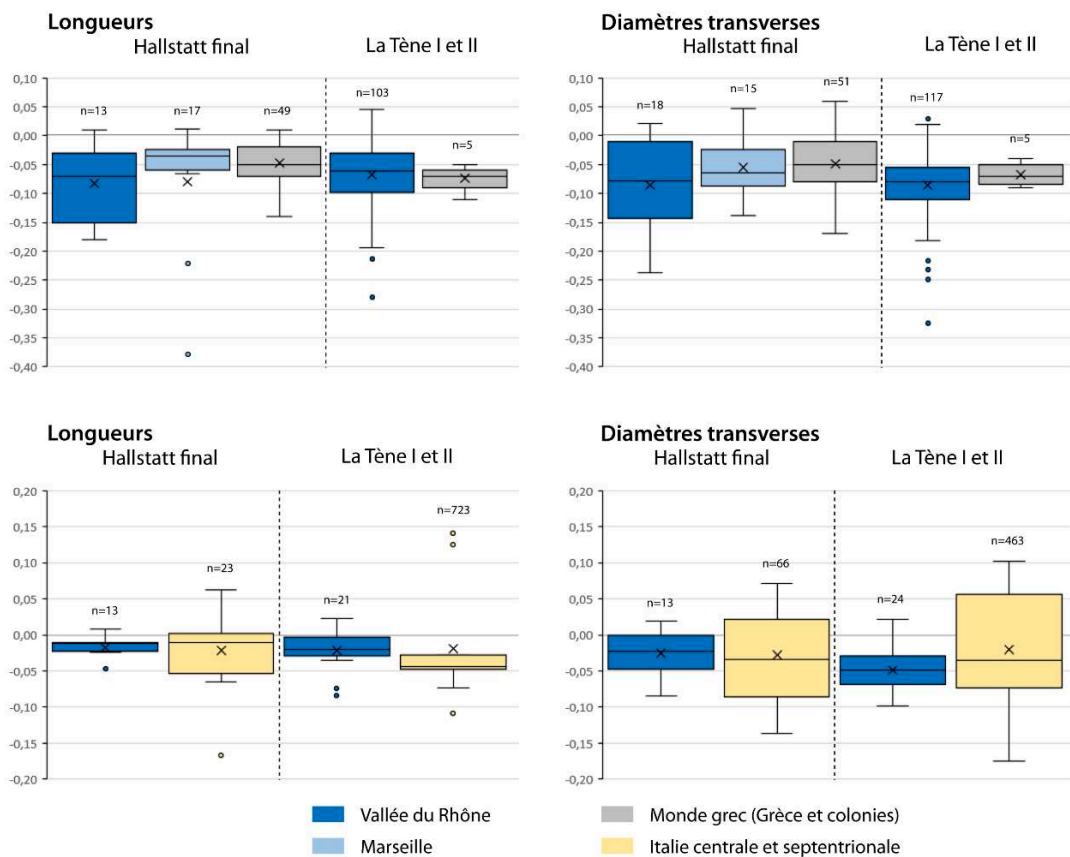 Longueurs
Hallstatt final
La Tène I et II
0,10
0,05
0,00
-0,05
-0,10
-0,15
-0,20
-0,25
-0,30
-0,35
-0,40
n=13
n=17
n=49
n=103
n=5
Diamètres transverses
Hallstatt final
La Tène I et II
0,10
0,05
0,00
-0,05
-0,10
-0,15
-0,20
-0,25
-0,30
-0,35
-0,40
n=18
n=15
n=51
n=117
n=5
Longueurs
Hallstatt final
La Tène I et II
0,20
0,15
0,10
0,05
0,00
-0,05
-0,10
-0,15
-0,20
n=13
n=23
n=21
n=723
Diamètres transverses
Hallstatt final
La Tène I et II
0,20
0,15
0,10
0,05
0,00
-0,05
-0,10
-0,15
-0,20
n=13
n=66
n=24
n=463
Vallée du Rhône
Marseille
Monde grec (Grèce et colonies)
Italie centrale et septentrionale